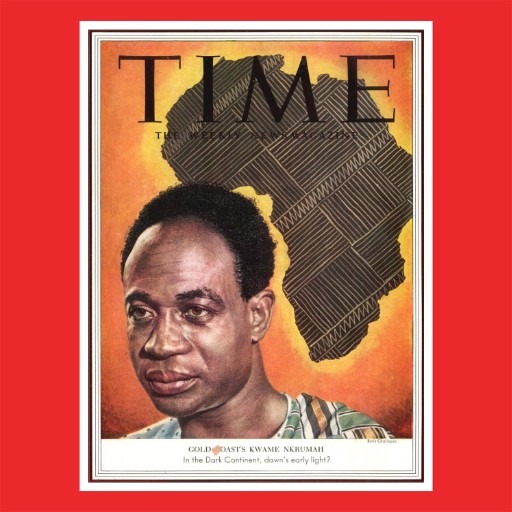 TIME
THE WEEKLY NEWSMAGAZINE
GOLD COAST'S KWAME NKRUMAH
In the Dark Continent, dawn's early light?